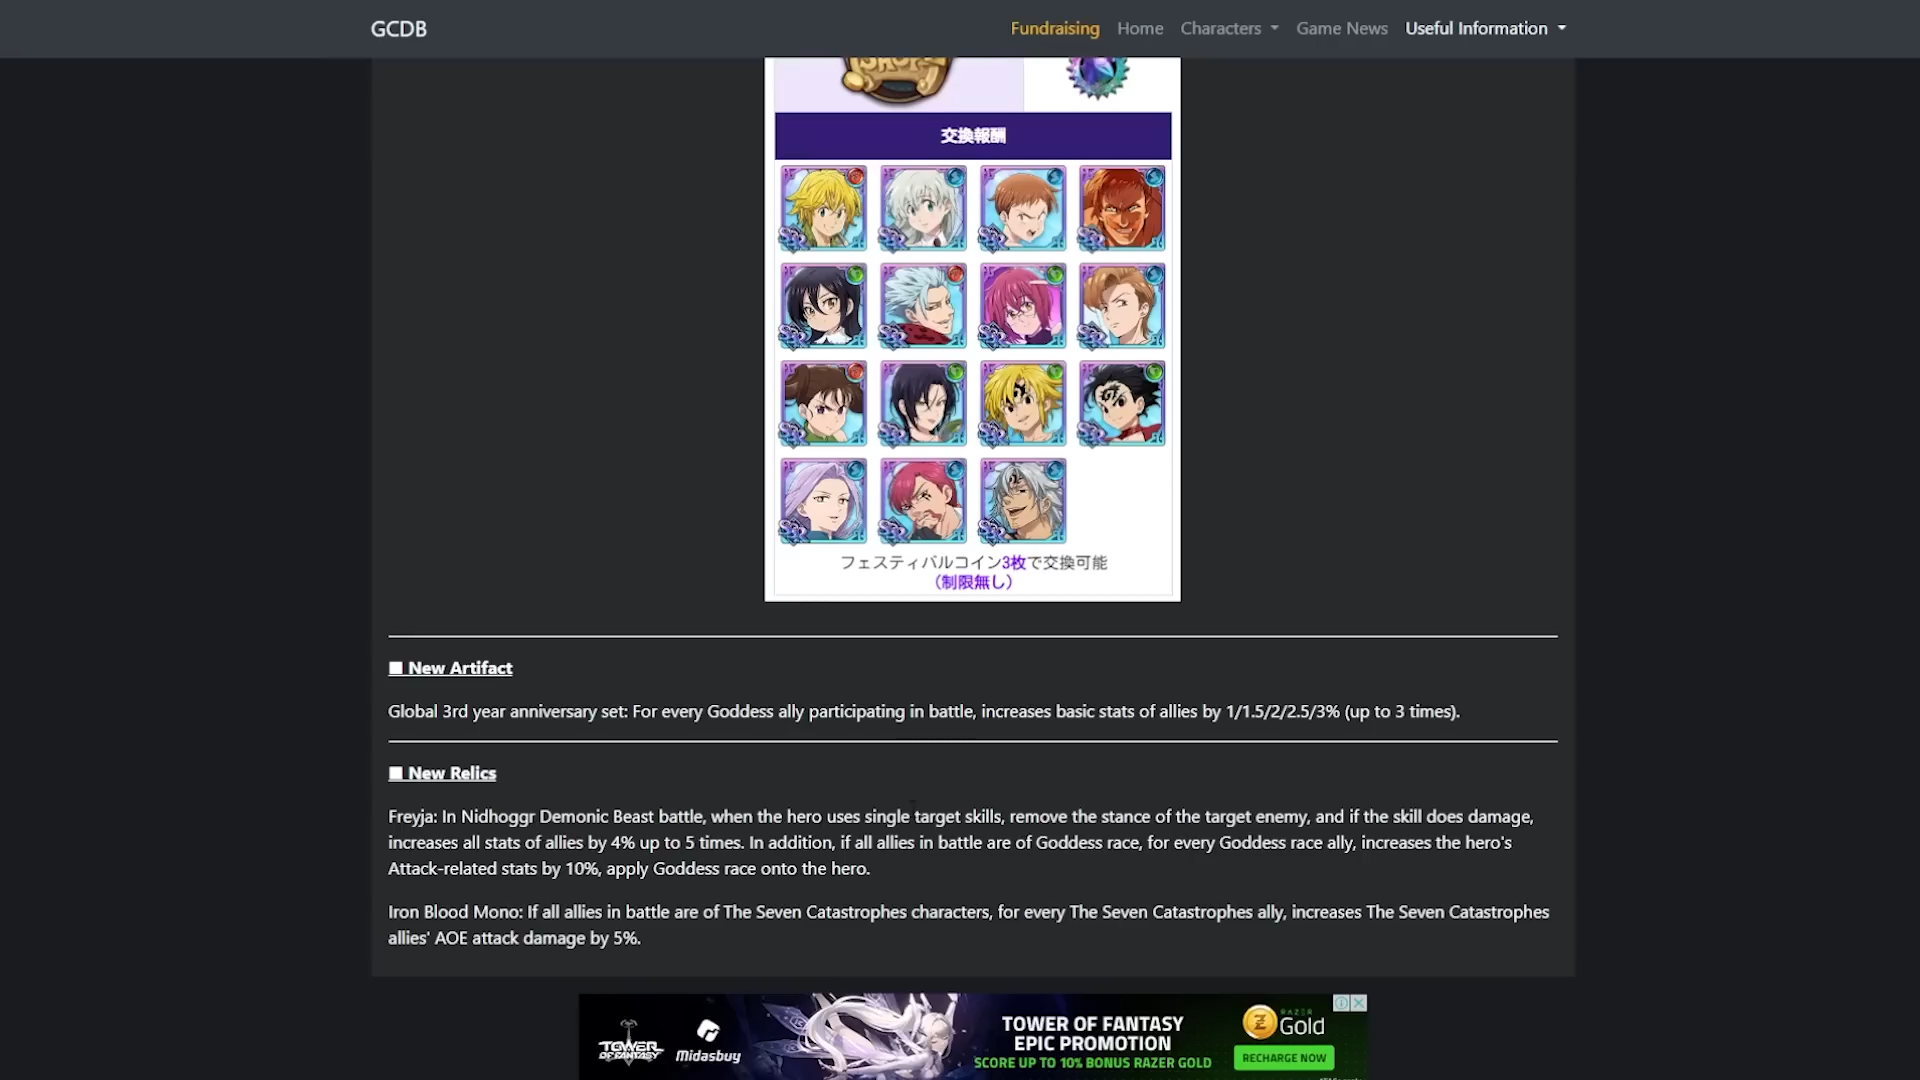 GCDB
Fundraising Home Characters Game News Useful Information
SHOP
交換報酬
フェスティバルコイン3枚で交換可能
（制限無し）
■ New Artifact
Global 3rd year anniversary set: For every Goddess ally participating in battle, increases basic stats of allies by 1/1.5/2/2.5/3% (up to 3 times).
■ New Relics
Freyja: In Nidhoggr Demonic Beast battle, when the hero uses single target skills, remove the stance of the target enemy, and if the skill does damage,
increases all stats of allies by 4% up to 5 times. In addition, if all allies in battle are of Goddess race, for every Goddess race ally, increases the hero's
Attack-related stats by 10%, apply Goddess race onto the hero.
Iron Blood Mono: If all allies in battle are of The Seven Catastrophes characters, for every The Seven Catastrophes ally, increases The Seven Catastrophes
allies' AOE attack damage by 5%.
TOWER OF FANTASY
Midasbuy
TOWER OF FANTASY
EPIC PROMOTION
SCORE UP TO 10% BONUS RAZER GOLD
RAZER
Gold
RECHARGE NOW